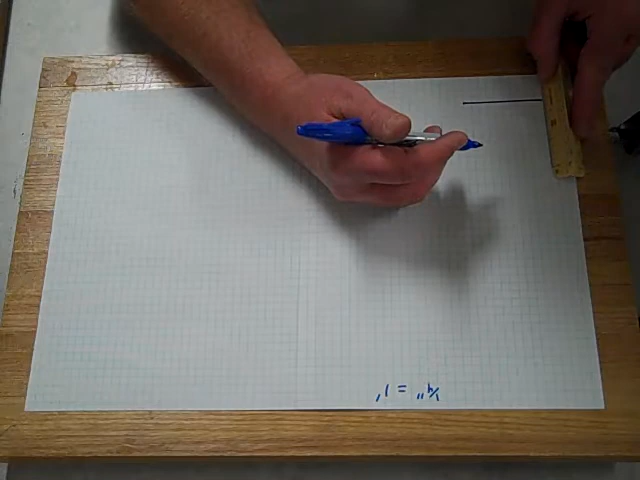 1/4" = 1'